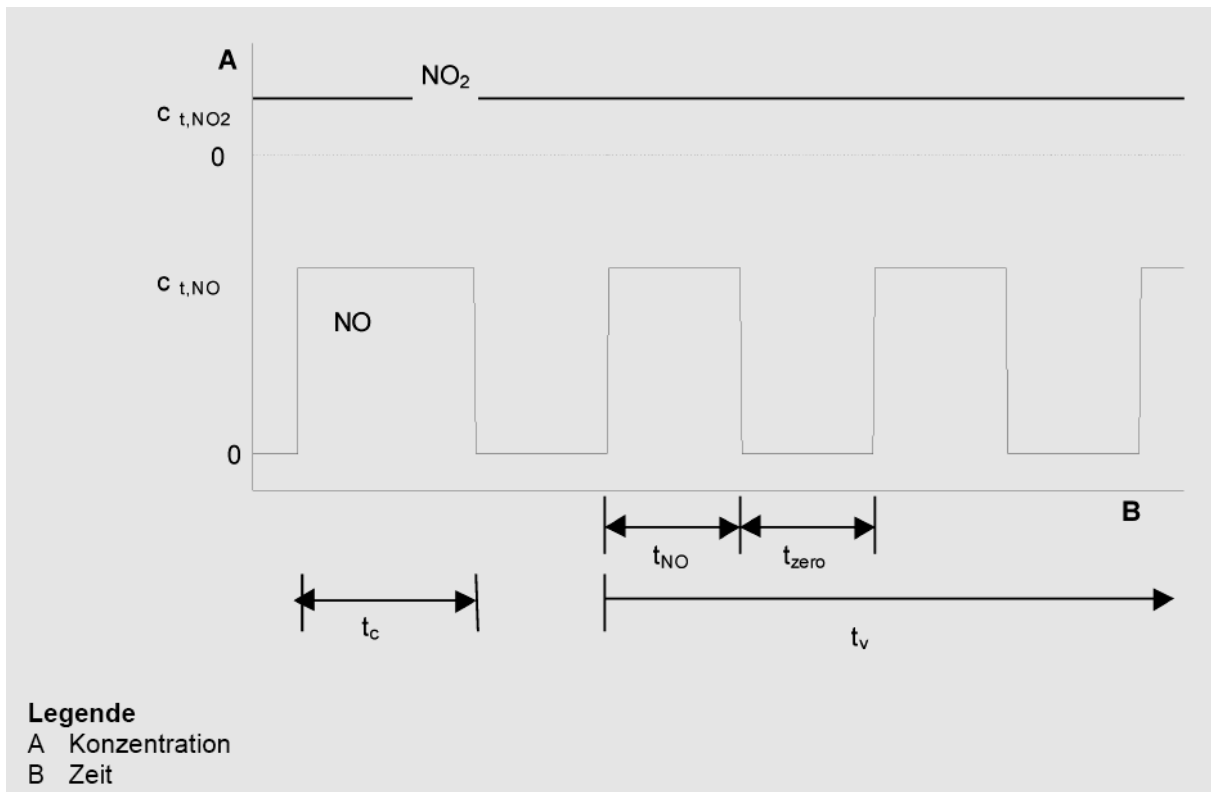 A
NO₂
c t,NO2
0
c t,NO
NO
0
B
tNO
tzero
tc
tv
Legende
A Konzentration
B Zeit